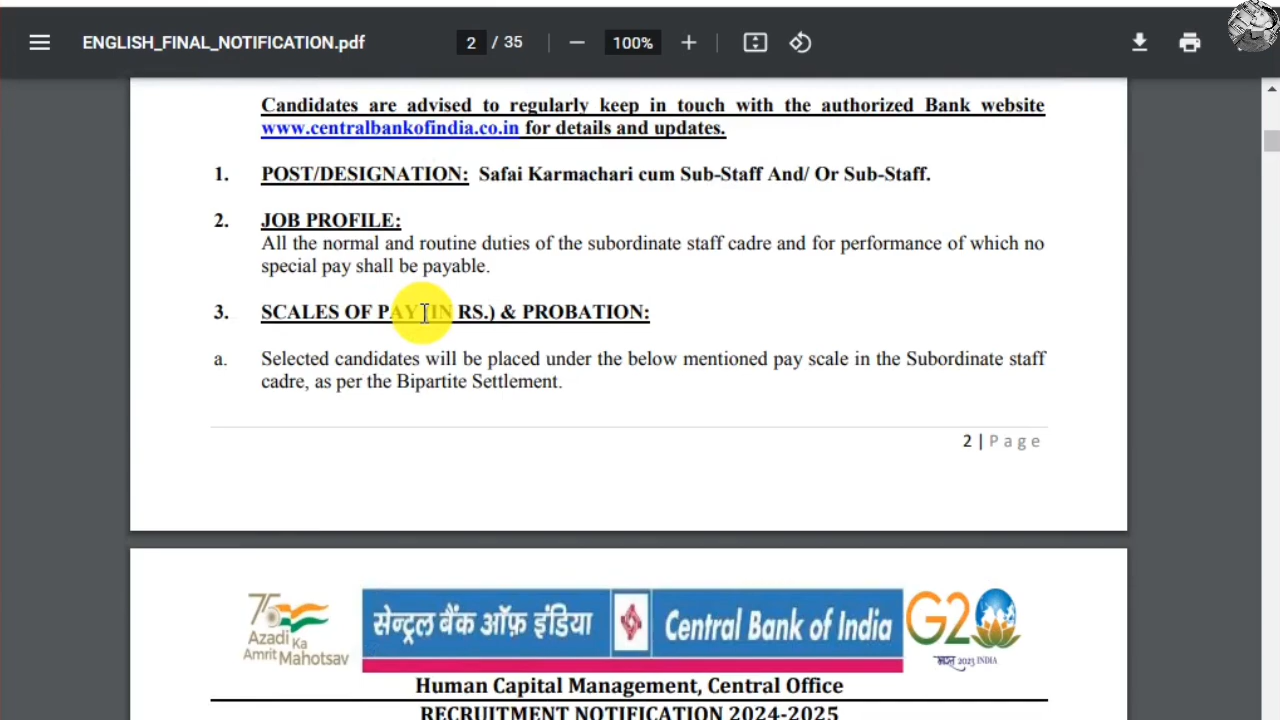 ENGLISH_FINAL_NOTIFICATION.pdf 2 / 35 100%
Candidates are advised to regularly keep in touch with the authorized Bank website
www.centralbankofindia.co.in for details and updates.
1. POST/DESIGNATION: Safai Karmachari cum Sub-Staff And/ Or Sub-Staff.
2. JOB PROFILE:
All the normal and routine duties of the subordinate staff cadre and for performance of which no
special pay shall be payable.
3. SCALES OF PAY (IN RS.) & PROBATION:
a. Selected candidates will be placed under the below mentioned pay scale in the Subordinate staff
cadre, as per the Bipartite Settlement.
2 | Page
75
Azadi Ka
Amrit Mahotsav
सेन्ट्रल बैंक ऑफ़ इंडिया Central Bank of India
G20
भारत 2023 INDIA
Human Capital Management, Central Office
RECRUITMENT NOTIFICATION 2024-2025